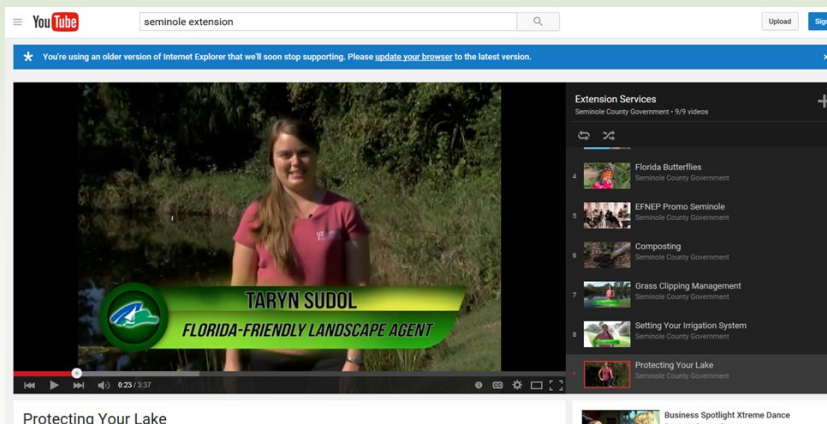 You Tube
seminole extension
Upload
Sign
You're using an older version of Internet Explorer that we'll soon stop supporting. Please update your browser to the latest version.
TARYN SUDOL
FLORIDA-FRIENDLY LANDSCAPE AGENT
0:23 / 3:37
Protecting Your Lake
Extension Services
Seminole County Government • 9/9 videos
4
Florida Butterflies
Seminole County Government
5
EFNEP Promo Seminole
Seminole County Government
6
Composting
Seminole County Government
7
Grass Clipping Management
Seminole County Government
8
Setting Your Irrigation System
Seminole County Government
Protecting Your Lake
Seminole County Government
Business Spotlight Xtreme Dance